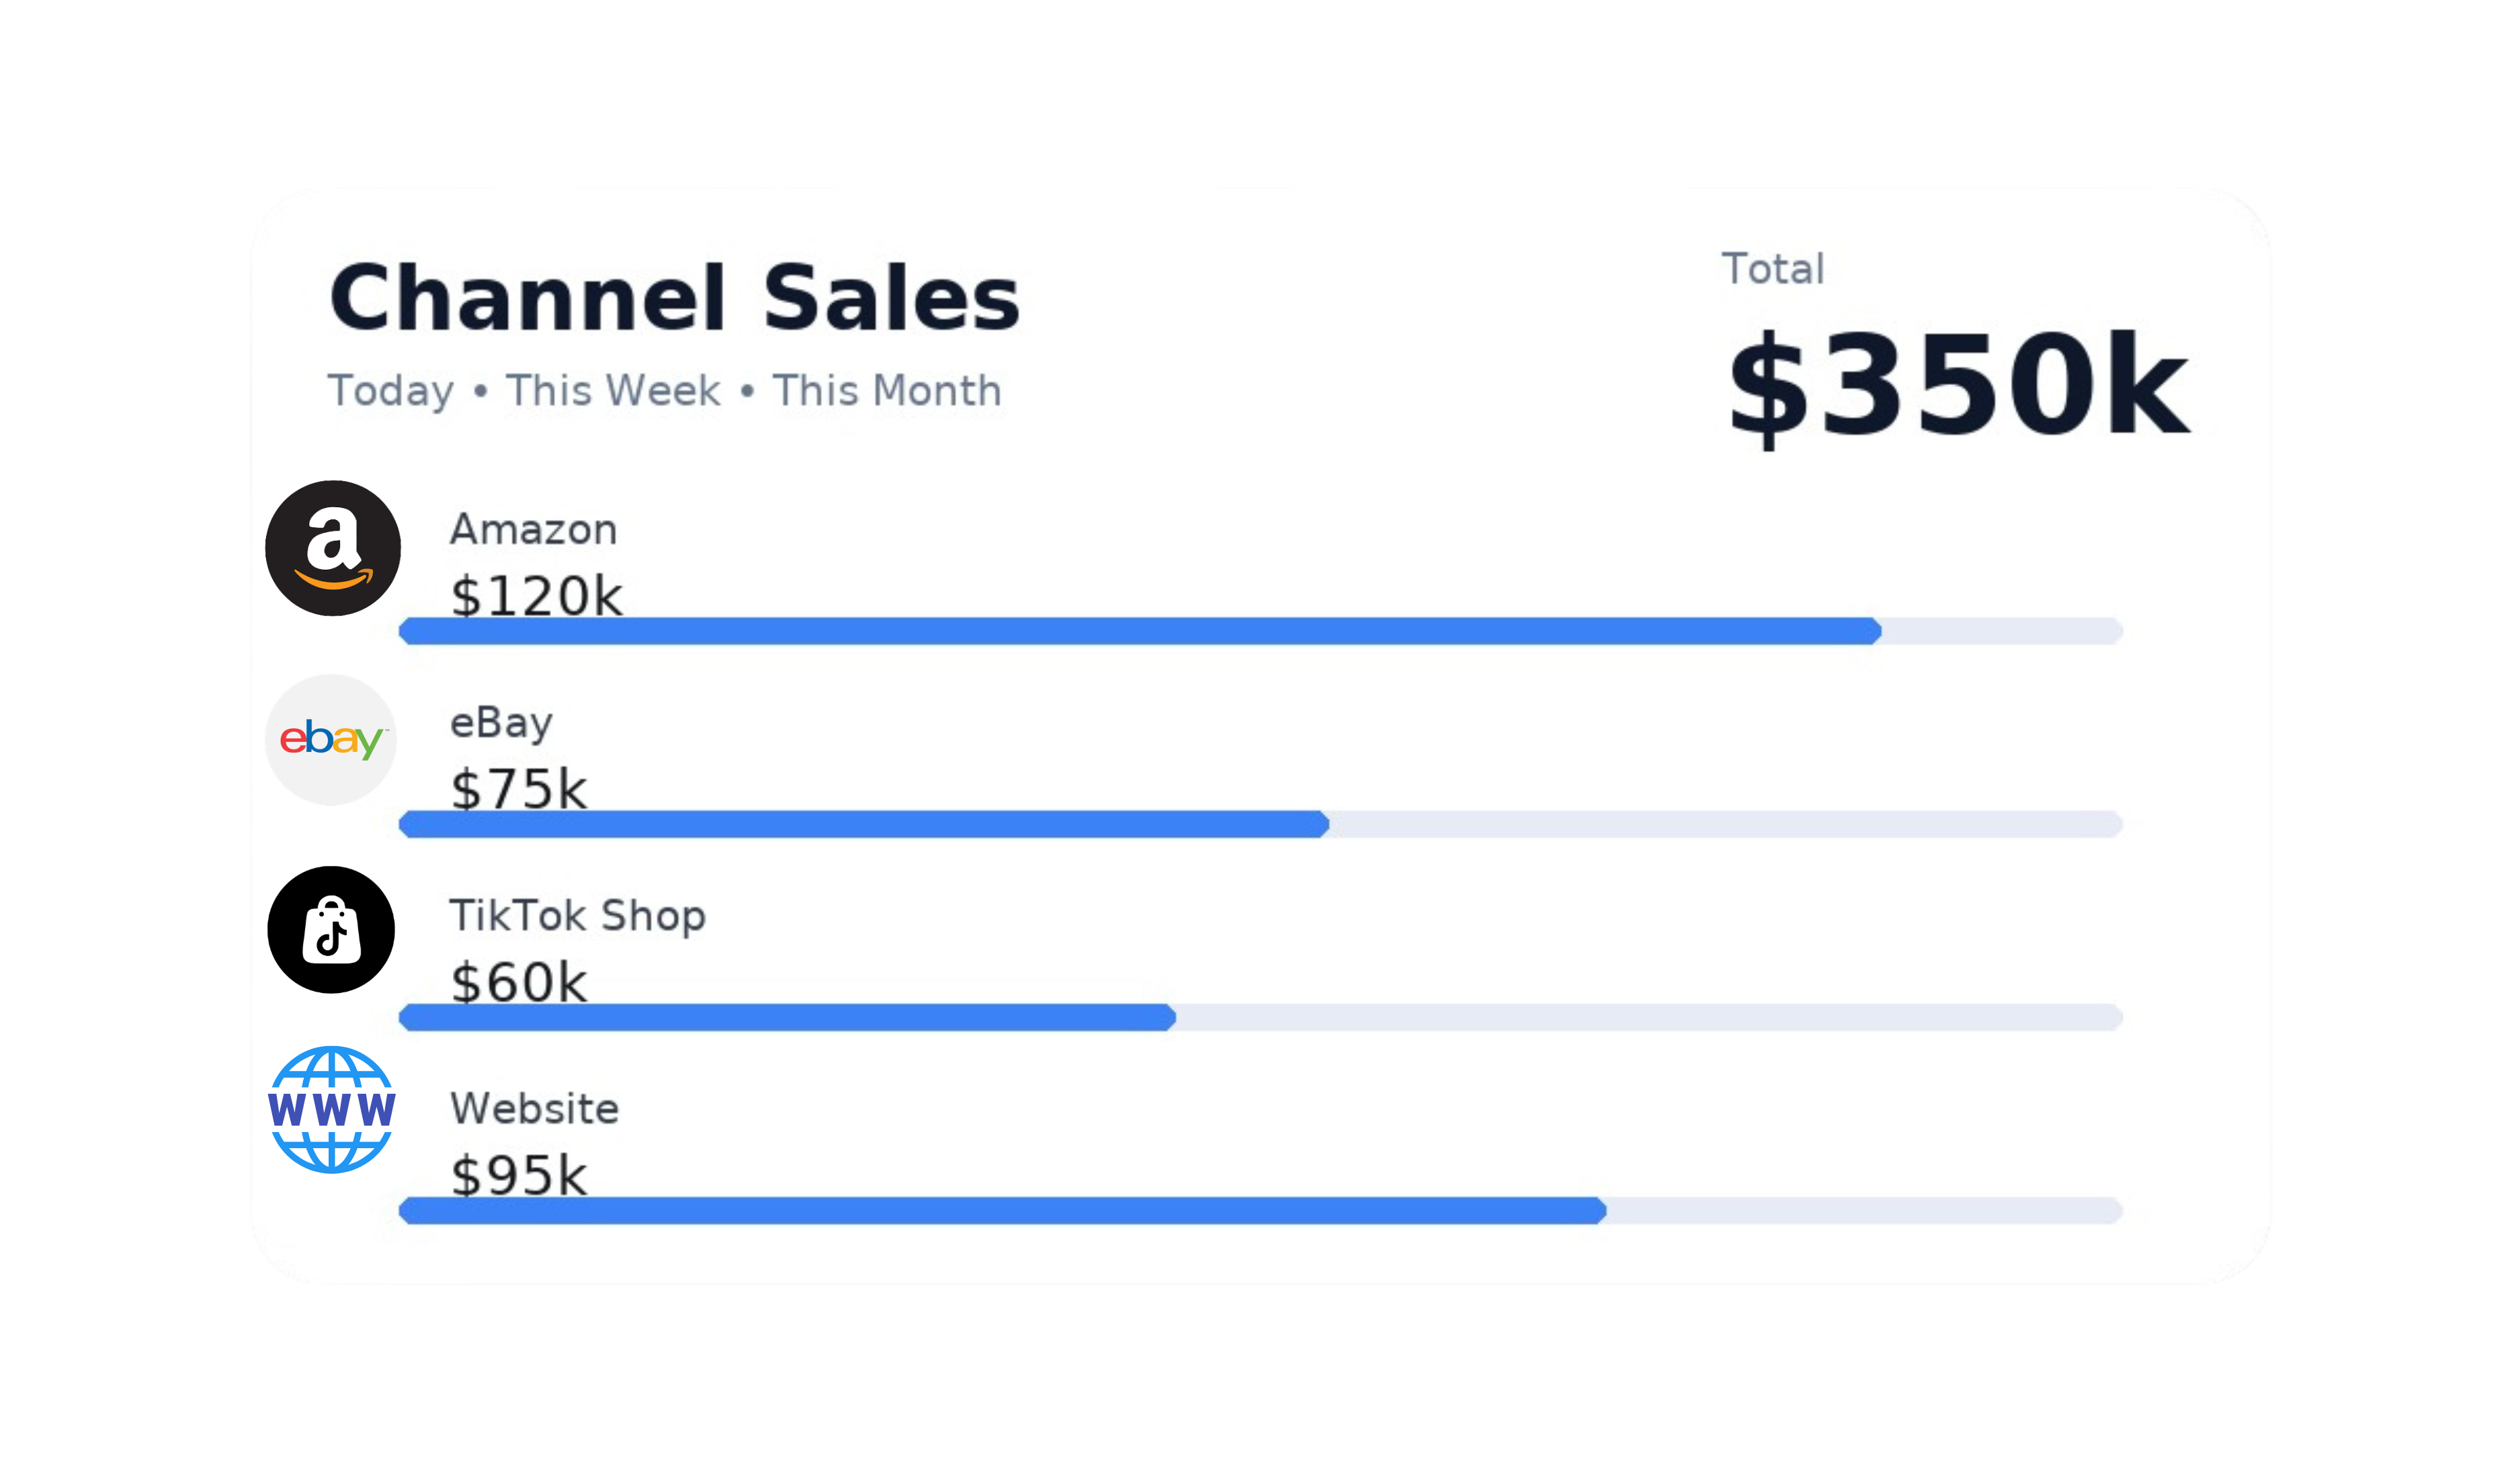 Channel Sales
Today • This Week • This Month
Total
$350k
a
Amazon
$120k
ebay™
eBay
$75k
TikTok Shop
$60k
WWW
Website
$95k